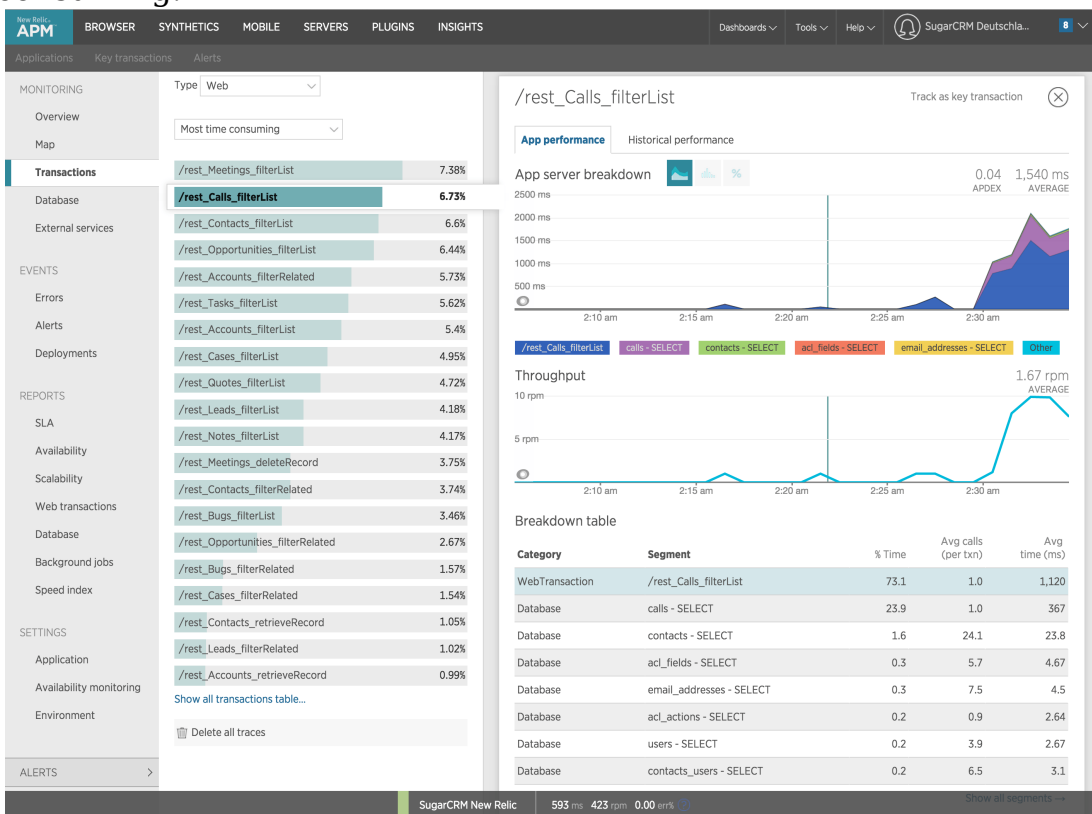 New Relic
APM BROWSER SYNTHETICS MOBILE SERVERS PLUGINS INSIGHTS Dashboards Tools Help SugarCRM Deutschla... 8
Applications Key transactions Alerts
MONITORING
Overview
Map
Transactions
Database
External services
EVENTS
Errors
Alerts
Deployments
REPORTS
SLA
Availability
Scalability
Web transactions
Database
Background jobs
Speed index
SETTINGS
Application
Availability monitoring
Environment
ALERTS
Type Web
Most time consuming
/rest_Meetings_filterList 7.38%
/rest_Calls_filterList 6.73%
/rest_Contacts_filterList 6.6%
/rest_Opportunities_filterList 6.44%
/rest_Accounts_filterRelated 5.73%
/rest_Tasks_filterList 5.62%
/rest_Accounts_filterList 5.4%
/rest_Cases_filterList 4.95%
/rest_Quotes_filterList 4.72%
/rest_Leads_filterList 4.18%
/rest_Notes_filterList 4.17%
/rest_Meetings_deleteRecord 3.75%
/rest_Contacts_filterRelated 3.74%
/rest_Bugs_filterList 3.46%
/rest_Opportunities_filterRelated 2.67%
/rest_Bugs_filterRelated 1.57%
/rest_Cases_filterRelated 1.54%
/rest_Contacts_retrieveRecord 1.05%
/rest_Leads_filterRelated 1.02%
/rest_Accounts_retrieveRecord 0.99%
Show all transactions table...
Delete all traces
/rest_Calls_filterList Track as key transaction
App performance Historical performance
App server breakdown % 0.04 1,540 ms
APDEX AVERAGE
2500 ms
2000 ms
1500 ms
1000 ms
500 ms
2:10 am 2:15 am 2:20 am 2:25 am 2:30 am
/rest_Calls_filterList calls - SELECT contacts - SELECT acl_fields - SELECT email_addresses - SELECT Other
Throughput 1.67 rpm
AVERAGE
10 rpm
5 rpm
2:10 am 2:15 am 2:20 am 2:25 am 2:30 am
Breakdown table
Category Segment % Time Avg calls (per txn) Avg time (ms)
WebTransaction /rest_Calls_filterList 73.1 1.0 1,120
Database calls - SELECT 23.9 1.0 367
Database contacts - SELECT 1.6 24.1 23.8
Database acl_fields - SELECT 0.3 5.7 4.67
Database email_addresses - SELECT 0.3 7.5 4.5
Database acl_actions - SELECT 0.2 0.9 2.64
Database users - SELECT 0.2 3.9 2.67
Database contacts_users - SELECT 0.2 6.5 3.1
Show all segments →
SugarCRM New Relic 593 ms 423 rpm 0.00 err%